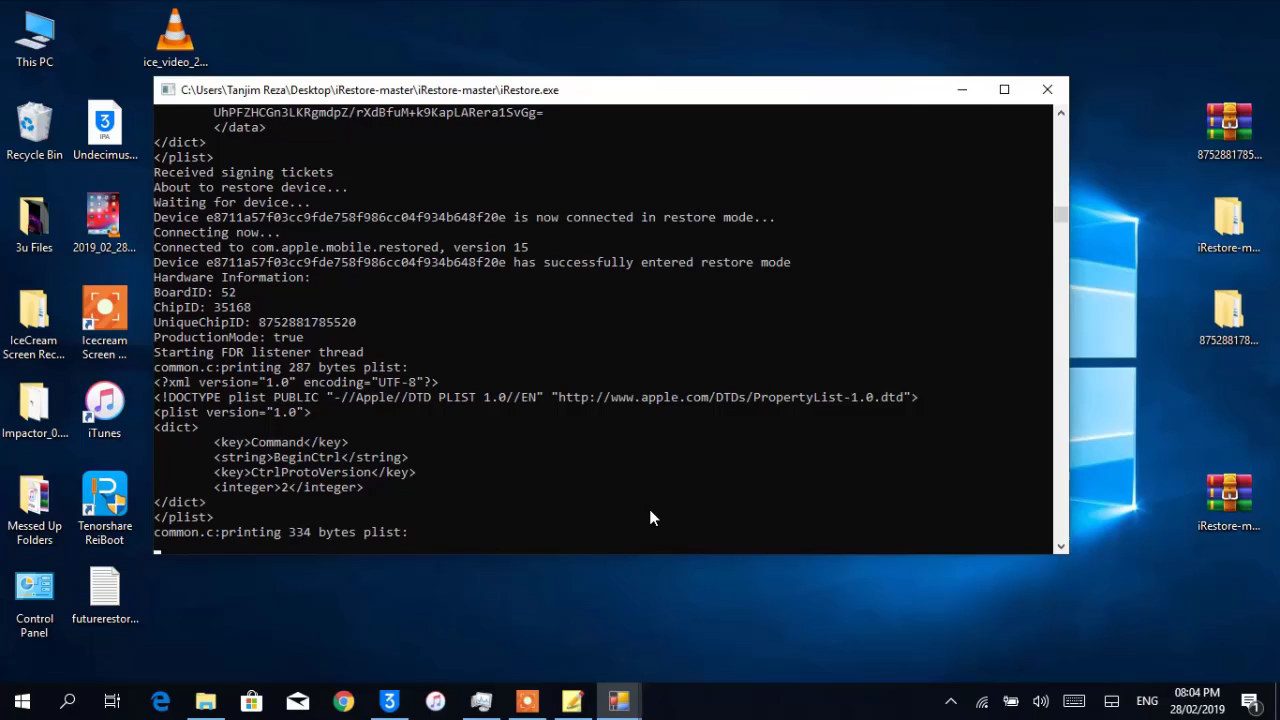 This PC
ice_video_2...
Recycle Bin
Undecimus...
3u Files
2019_02_28...
IceCream
Screen Rec...
Icecream
Screen ...
Impactor_0....
iTunes
Messed Up
Folders
Tenorshare
ReiBoot
Control
Panel
futurerestor...
C:\Users\Tanjim Reza\Desktop\iRestore-master\iRestore-master\iRestore.exe
UhPFZHCGn3LKRgmdpZ/rXdBfuM+k9KapLARera1SvGg=
</data>
</dict>
</plist>
Received signing tickets
About to restore device...
Waiting for device...
Device e8711a57f03cc9fde758f986cc04f934b648f20e is now connected in restore mode...
Connecting now...
Connected to com.apple.mobile.restored, version 15
Device e8711a57f03cc9fde758f986cc04f934b648f20e has successfully entered restore mode
Hardware Information:
BoardID: 52
ChipID: 35168
UniqueChipID: 8752881785520
ProductionMode: true
Starting FDR listener thread
common.c:printing 287 bytes plist:
<?xml version="1.0" encoding="UTF-8"?>
<!DOCTYPE plist PUBLIC "-//Apple//DTD PLIST 1.0//EN" "http://www.apple.com/DTDs/PropertyList-1.0.dtd">
<plist version="1.0">
<dict>
<key>Command</key>
<string>BeginCtrl</string>
<key>CtrlProtoVersion</key>
<integer>2</integer>
</dict>
</plist>
common.c:printing 334 bytes plist:
8752881785...
iRestore-m...
875288178...
iRestore-m...
3
IPA
3
ENG
08:04 PM
28/02/2019
1